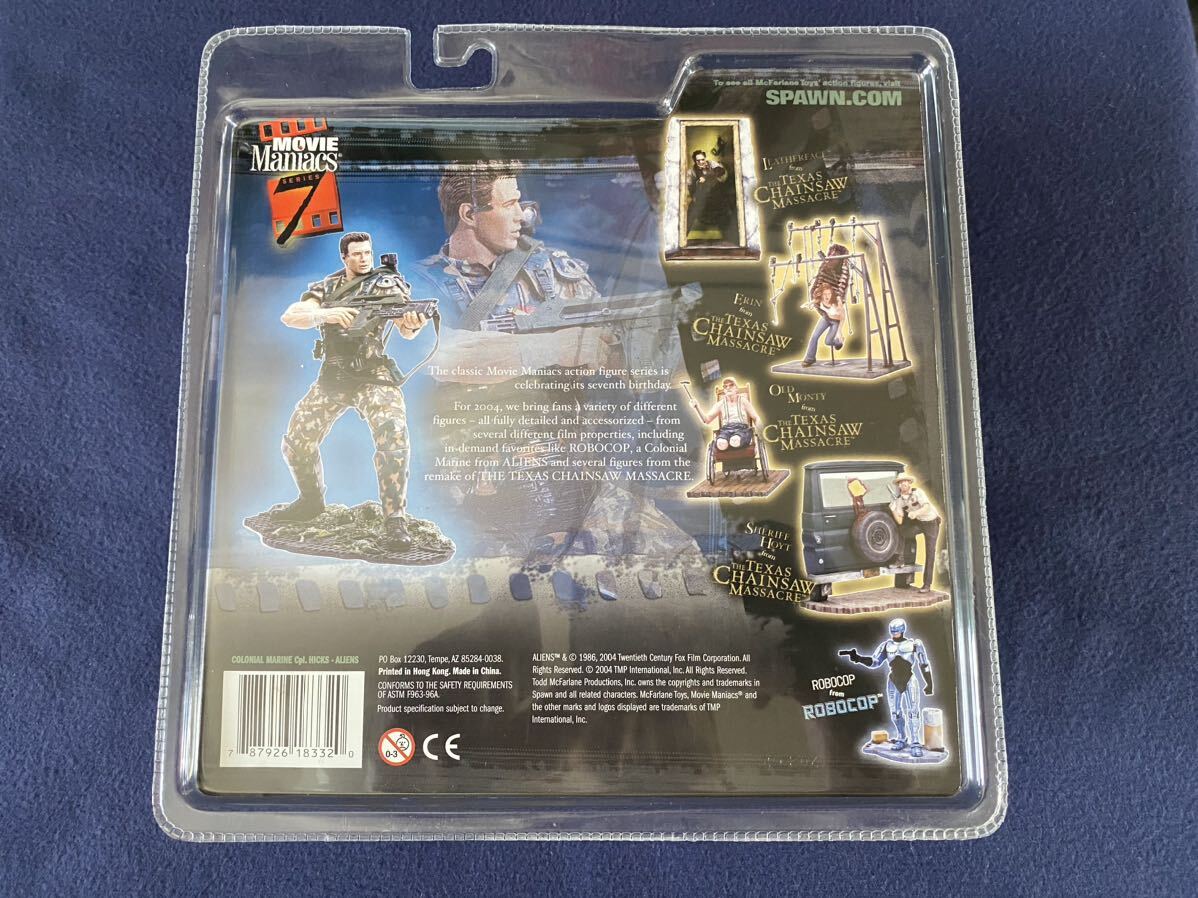 To see all McFarlane Toys' action figures, visit
SPAWN.COM
MOVIE
Maniacs®
SERIES
7
LEATHERFACE
from
THE TEXAS
CHAINSAW
MASSACRE™
ERIN
from
THE TEXAS
CHAINSAW
MASSACRE™
The classic Movie Maniacs action figure series is
celebrating its seventh birthday.
For 2004, we bring fans a variety of different
figures – all fully detailed and accessorized – from
several different film properties, including
in-demand favorites like ROBOCOP, a Colonial
Marine from ALIENS and several figures from the
remake of THE TEXAS CHAINSAW MASSACRE.
OLD
MONTY
from
THE TEXAS
CHAINSAW
MASSACRE™
SHERIFF
HOYT
from
THE TEXAS
CHAINSAW
MASSACRE™
ROBOCOP
from
ROBOCOP™
COLONIAL MARINE Cpl. HICKS - ALIENS
7 87926 18332 0
PO Box 12230, Tempe, AZ 85284-0038.
Printed in Hong Kong. Made in China.
CONFORMS TO THE SAFETY REQUIREMENTS
OF ASTM F963-96A.
Product specification subject to change.
0-3
CE
ALIENS™ & © 1986, 2004 Twentieth Century Fox Film Corporation. All
Rights Reserved. © 2004 TMP International, Inc. All Rights Reserved.
Todd McFarlane Productions, Inc. owns the copyrights and trademarks in
Spawn and all related characters. McFarlane Toys, Movie Maniacs® and
the other marks and logos displayed are trademarks of TMP
International, Inc.